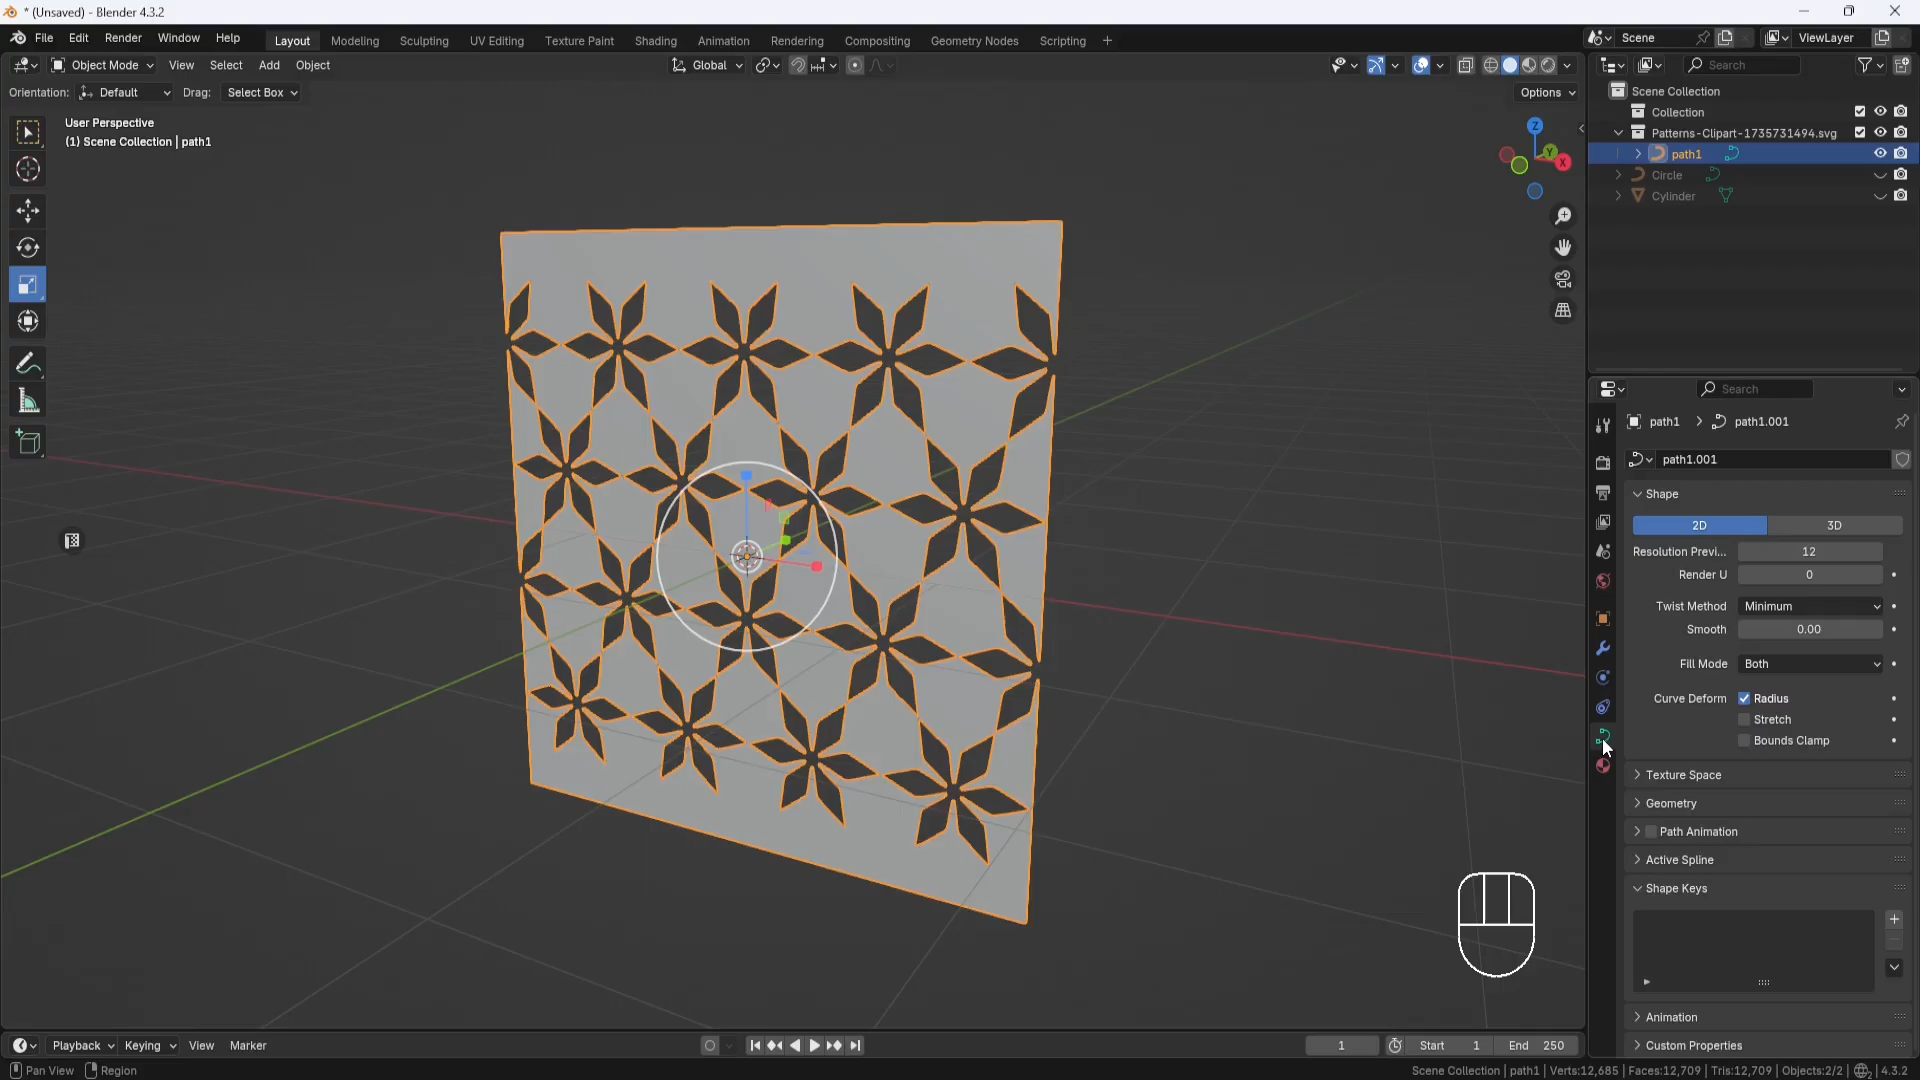 * (Unsaved) - Blender 4.3.2
File Edit Render Window Help Layout Modeling Sculpting UV Editing Texture Paint Shading Animation Rendering Compositing Geometry Nodes Scripting + Scene ViewLayer
Object Mode View Select Add Object Global Search
Orientation: Default Drag: Select Box Options
User Perspective
(1) Scene Collection | path1
Z
Y
X
Scene Collection
Collection
Patterns-Clipart-1735731494.svg
path1
Circle
Cylinder
Search
path1 > path1.001
path1.001
Shape
2D 3D
Resolution Previ... 12
Render U 0
Twist Method Minimum
Smooth 0.00
Fill Mode Both
Curve Deform Radius
Stretch
Bounds Clamp
Texture Space
Geometry
Path Animation
Active Spline
Shape Keys
Animation
Custom Properties
Playback Keying View Marker 1 Start 1 End 250
Pan View Region Scene Collection | path1 | Verts:12,685 | Faces:12,709 | Tris:12,709 | Objects:2/2 | 4.3.2